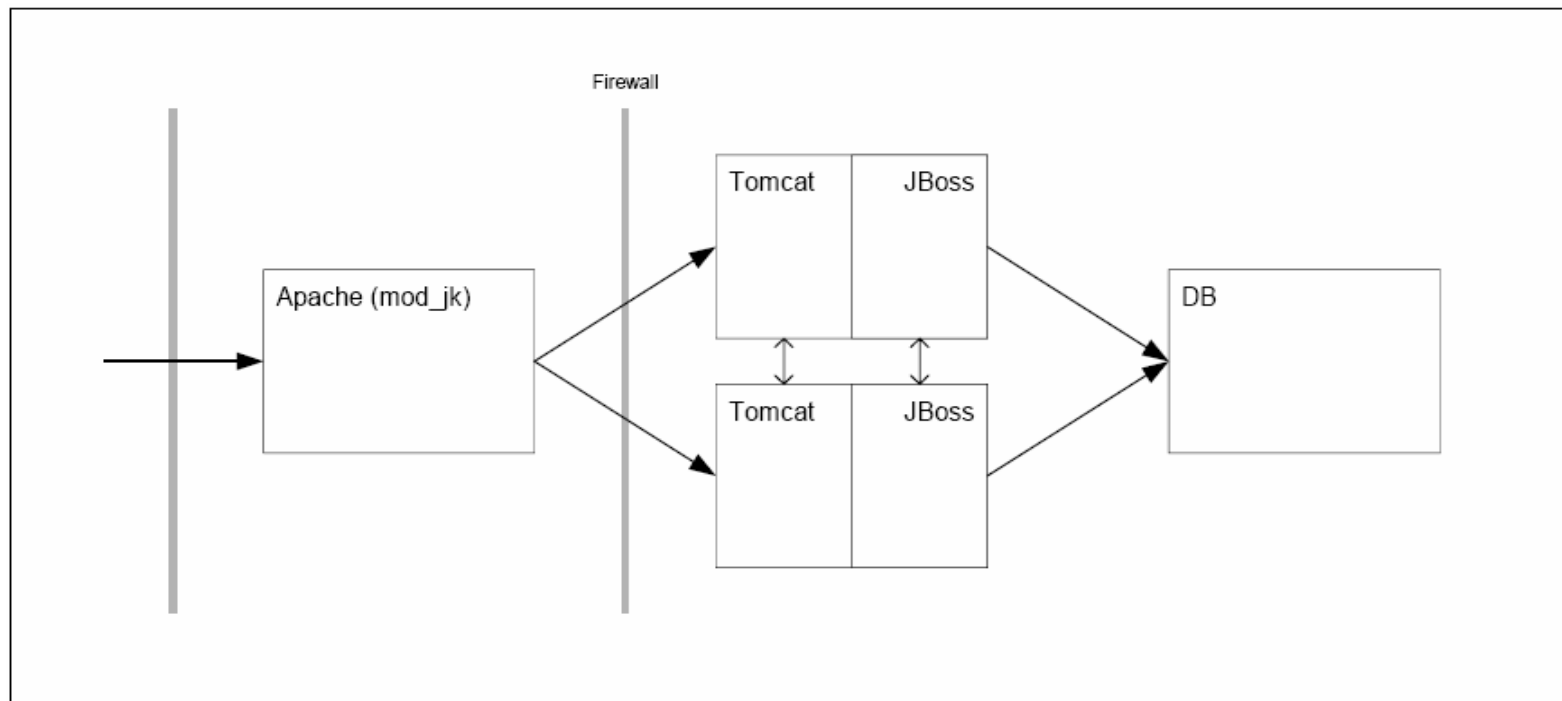 Firewall
Tomcat
JBoss
Apache (mod_jk)
DB
Tomcat
JBoss